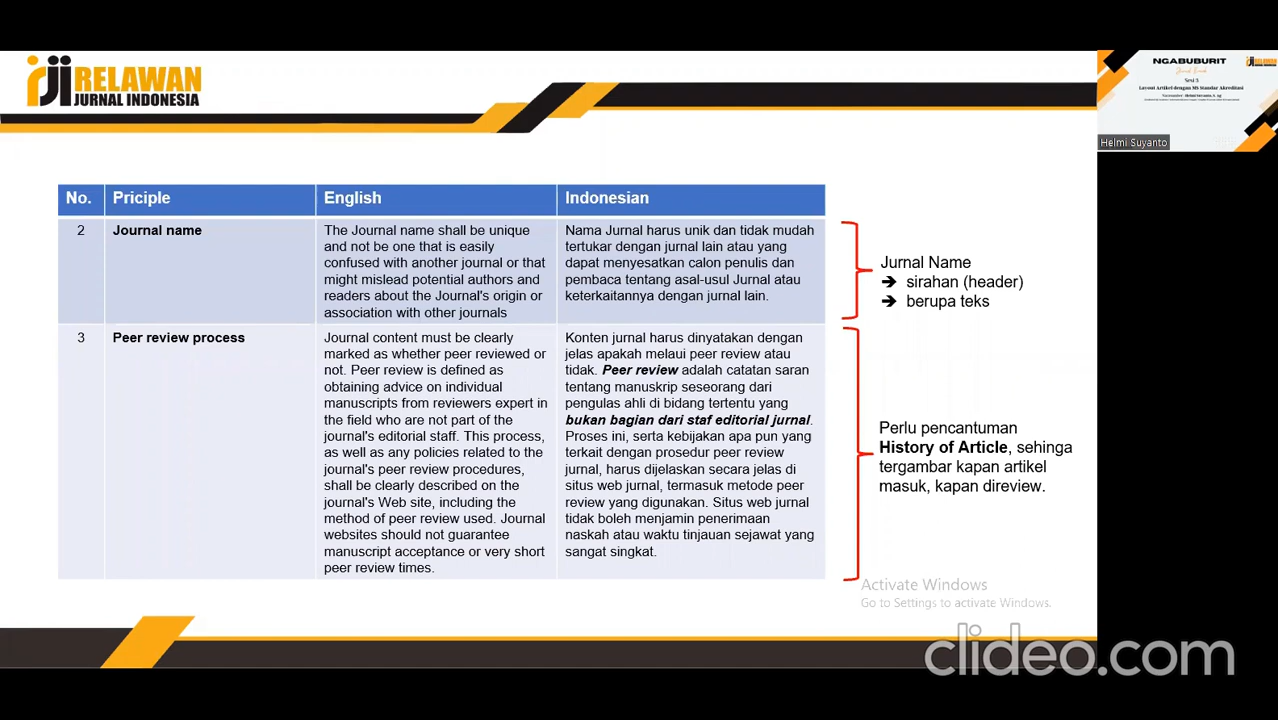 RELAWAN
JURNAL INDONESIA
NGABUBURIT
Sesi 3
Layout Artikel dengan MS Standar Akreditasi
Helmi Suyanto
No. Priciple English Indonesian
2 Journal name
The Journal name shall be unique
and not be one that is easily
confused with another journal or that
might mislead potential authors and
readers about the Journal's origin or
association with other journals
Nama Jurnal harus unik dan tidak mudah
tertukar dengan jurnal lain atau yang
dapat menyesatkan calon penulis dan
pembaca tentang asal-usul Jurnal atau
keterkaitannya dengan jurnal lain.
Jurnal Name
➔ sirahan (header)
➔ berupa teks
3 Peer review process
Journal content must be clearly
marked as whether peer reviewed or
not. Peer review is defined as
obtaining advice on individual
manuscripts from reviewers expert in
the field who are not part of the
journal's editorial staff. This process,
as well as any policies related to the
journal's peer review procedures,
shall be clearly described on the
journal's Web site, including the
method of peer review used. Journal
websites should not guarantee
manuscript acceptance or very short
peer review times.
Konten jurnal harus dinyatakan dengan
jelas apakah melaui peer review atau
tidak. Peer review adalah catatan saran
tentang manuskrip seseorang dari
pengulas ahli di bidang tertentu yang
bukan bagian dari staf editorial jurnal.
Proses ini, serta kebijakan apa pun yang
terkait dengan prosedur peer review
jurnal, harus dijelaskan secara jelas di
situs web jurnal, termasuk metode peer
review yang digunakan. Situs web jurnal
tidak boleh menjamin penerimaan
naskah atau waktu tinjauan sejawat yang
sangat singkat.
Perlu pencantuman
History of Article, sehinga
tergambar kapan artikel
masuk, kapan direview.
Activate Windows
Go to Settings to activate Windows.
clideo.com